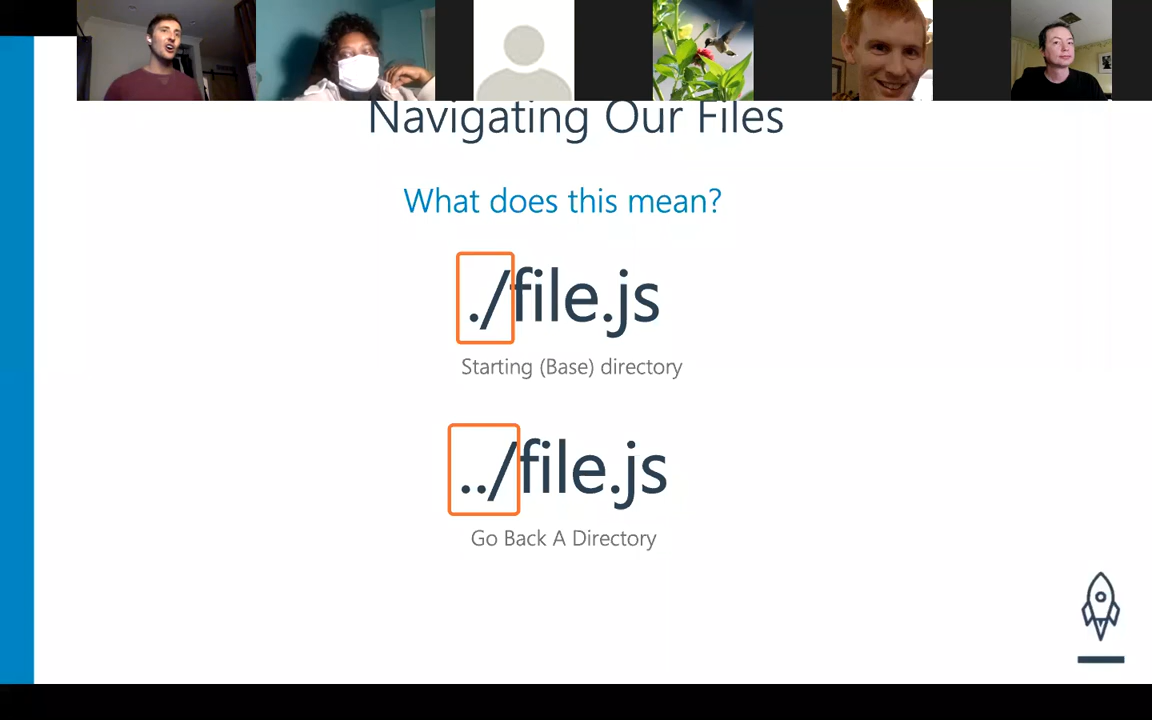 Navigating Our Files
What does this mean?
./file.js
Starting (Base) directory
../file.js
Go Back A Directory